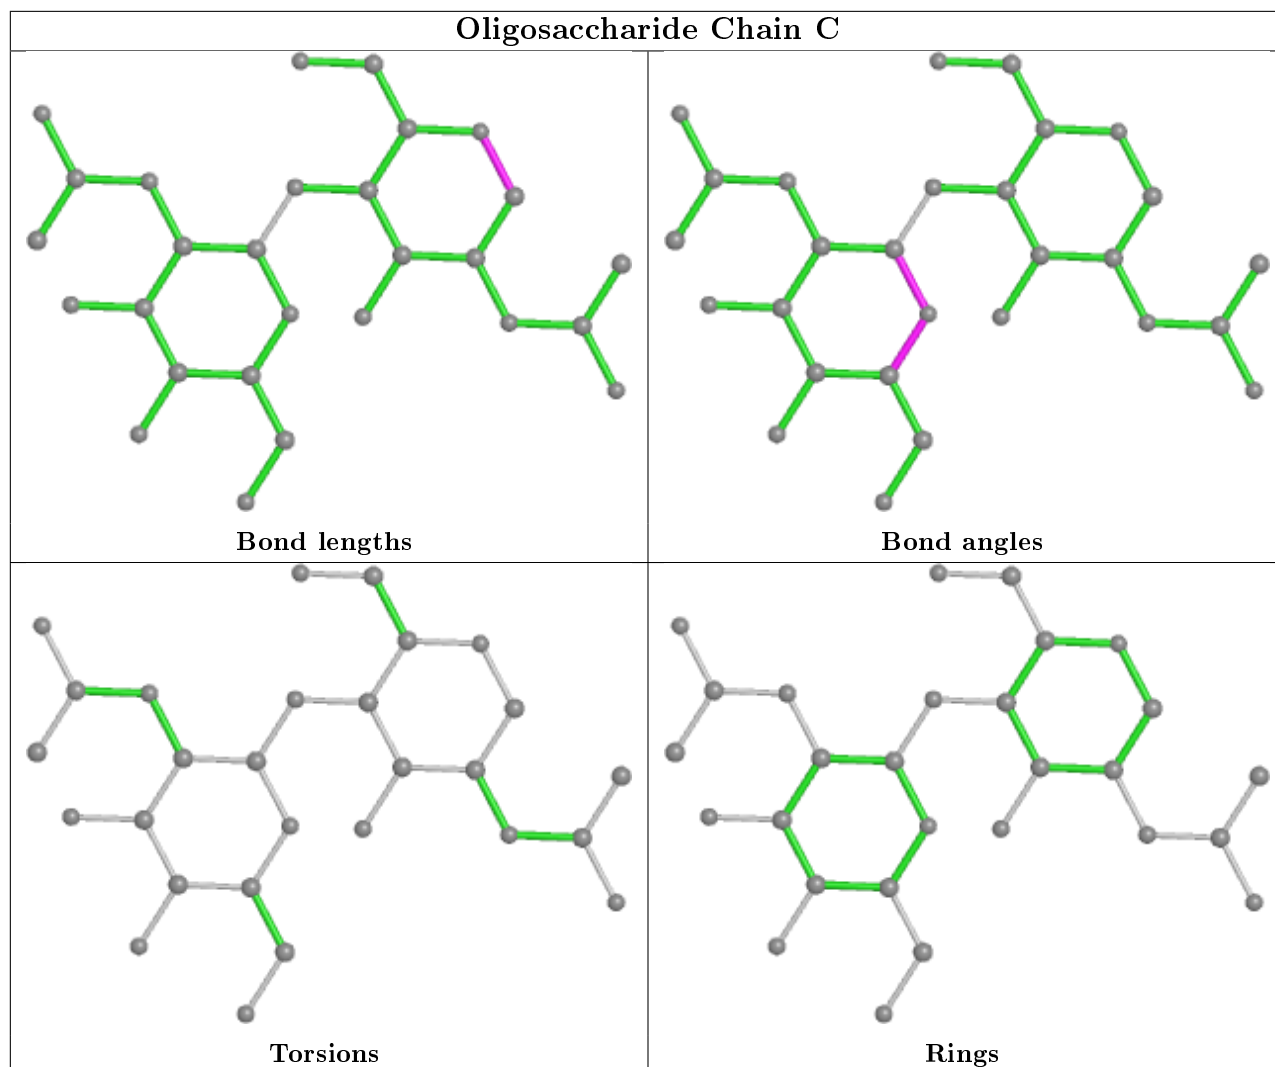 Oligosaccharide Chain C
Bond lengths
Bond angles
Torsions
Rings